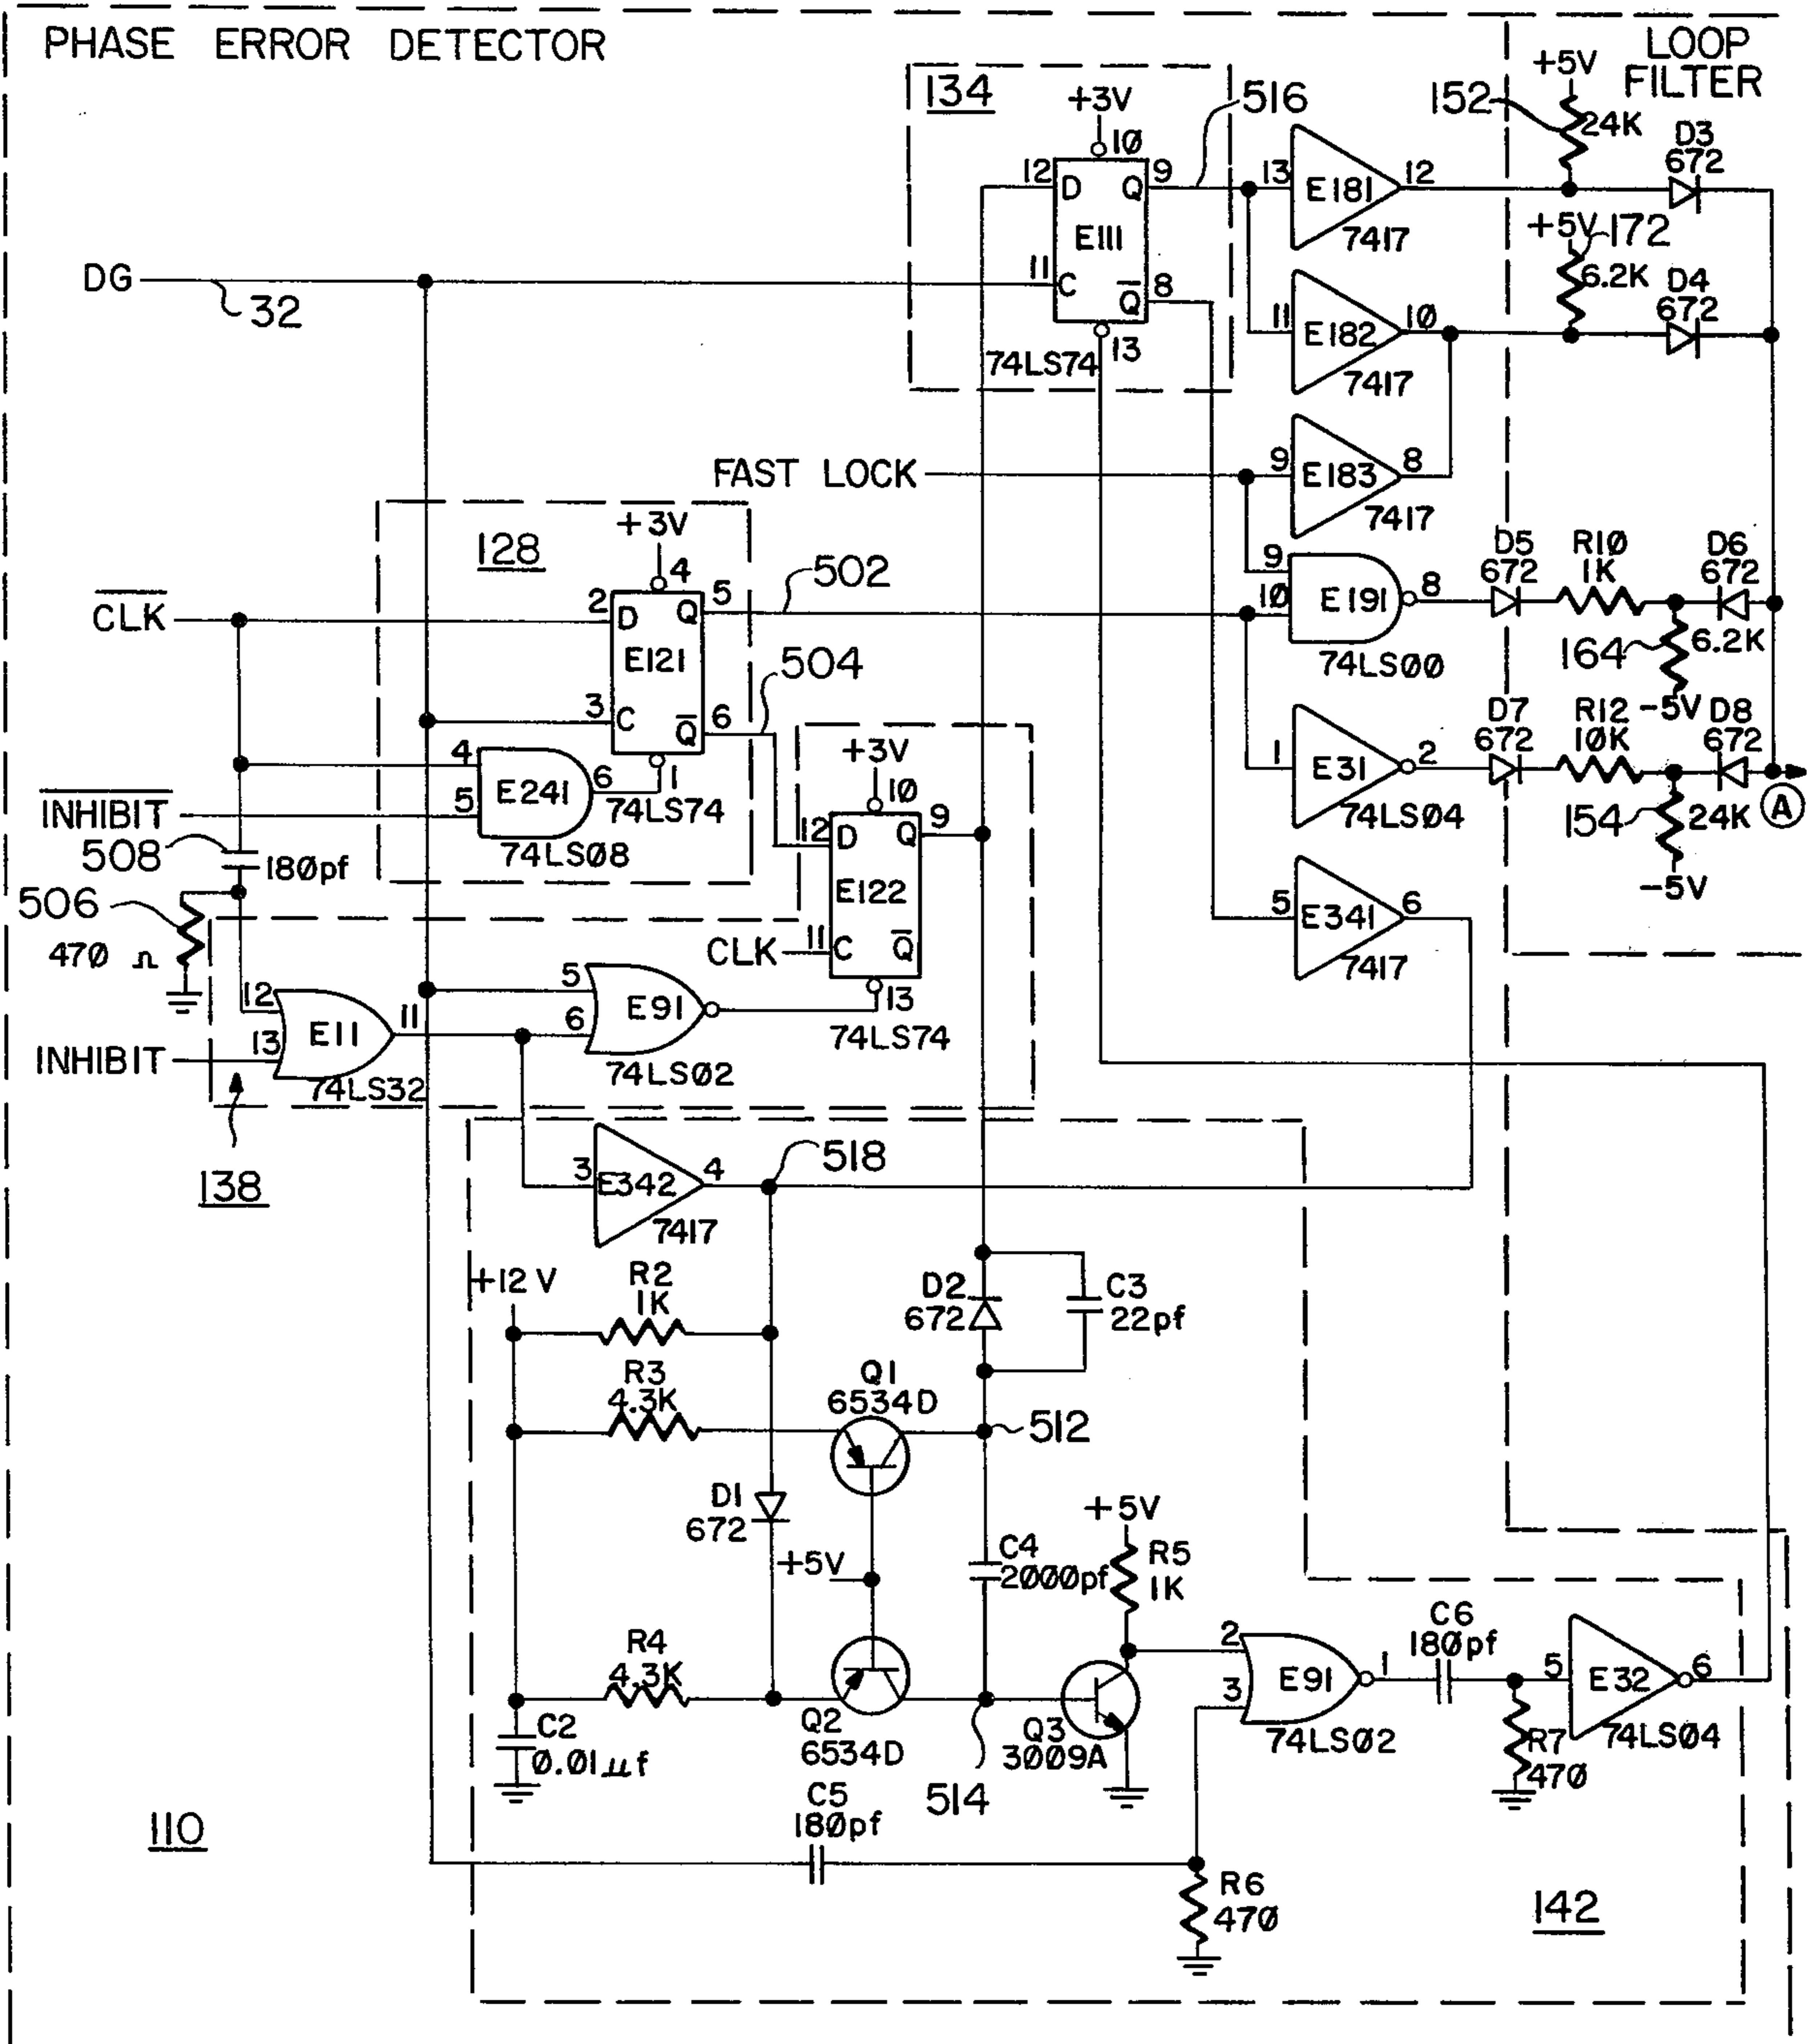 PHASE ERROR DETECTOR
LOOP
FILTER
134
+3V
10
516
152
+5V
24K
D3
672
12
D
Q
9
13
E181
12
7417
E111
+5V
172
6.2K
D4
672
DG
32
11
C
Q̅
8
11
E182
10
7417
74LS74
13
FAST LOCK
9
E183
8
7417
128
+3V
4
502
9
10
E191
8
74LS00
D5
672
R10
1K
D6
672
C̅L̅K̅
2
D
Q
5
E121
504
164
6.2K
-5V
3
C
Q̅
6
+3V
10
1
E31
2
74LS04
D7
672
R12
10K
D8
672
4
5
E241
6
1
74LS74
74LS08
I̅N̅H̅I̅B̅I̅T̅
508
180pf
12
D
Q
9
154
24K
-5V
A
506
470 Ω
E122
CLK
11
C
Q̅
5
E341
6
7417
12
13
E11
11
74LS32
5
6
E91
74LS02
13
74LS74
INHIBIT
138
3
E342
4
7417
518
+12V
R2
1K
D2
672
C3
22pf
R3
4.3K
Q1
6534D
512
D1
672
+5V
C4
2000pf
+5V
R5
1K
R4
4.3K
Q2
6534D
Q3
3009A
2
3
E91
1
74LS02
C6
180pf
5
E32
6
74LS04
R7
470
C2
0.01µf
514
C5
180pf
110
R6
470
142